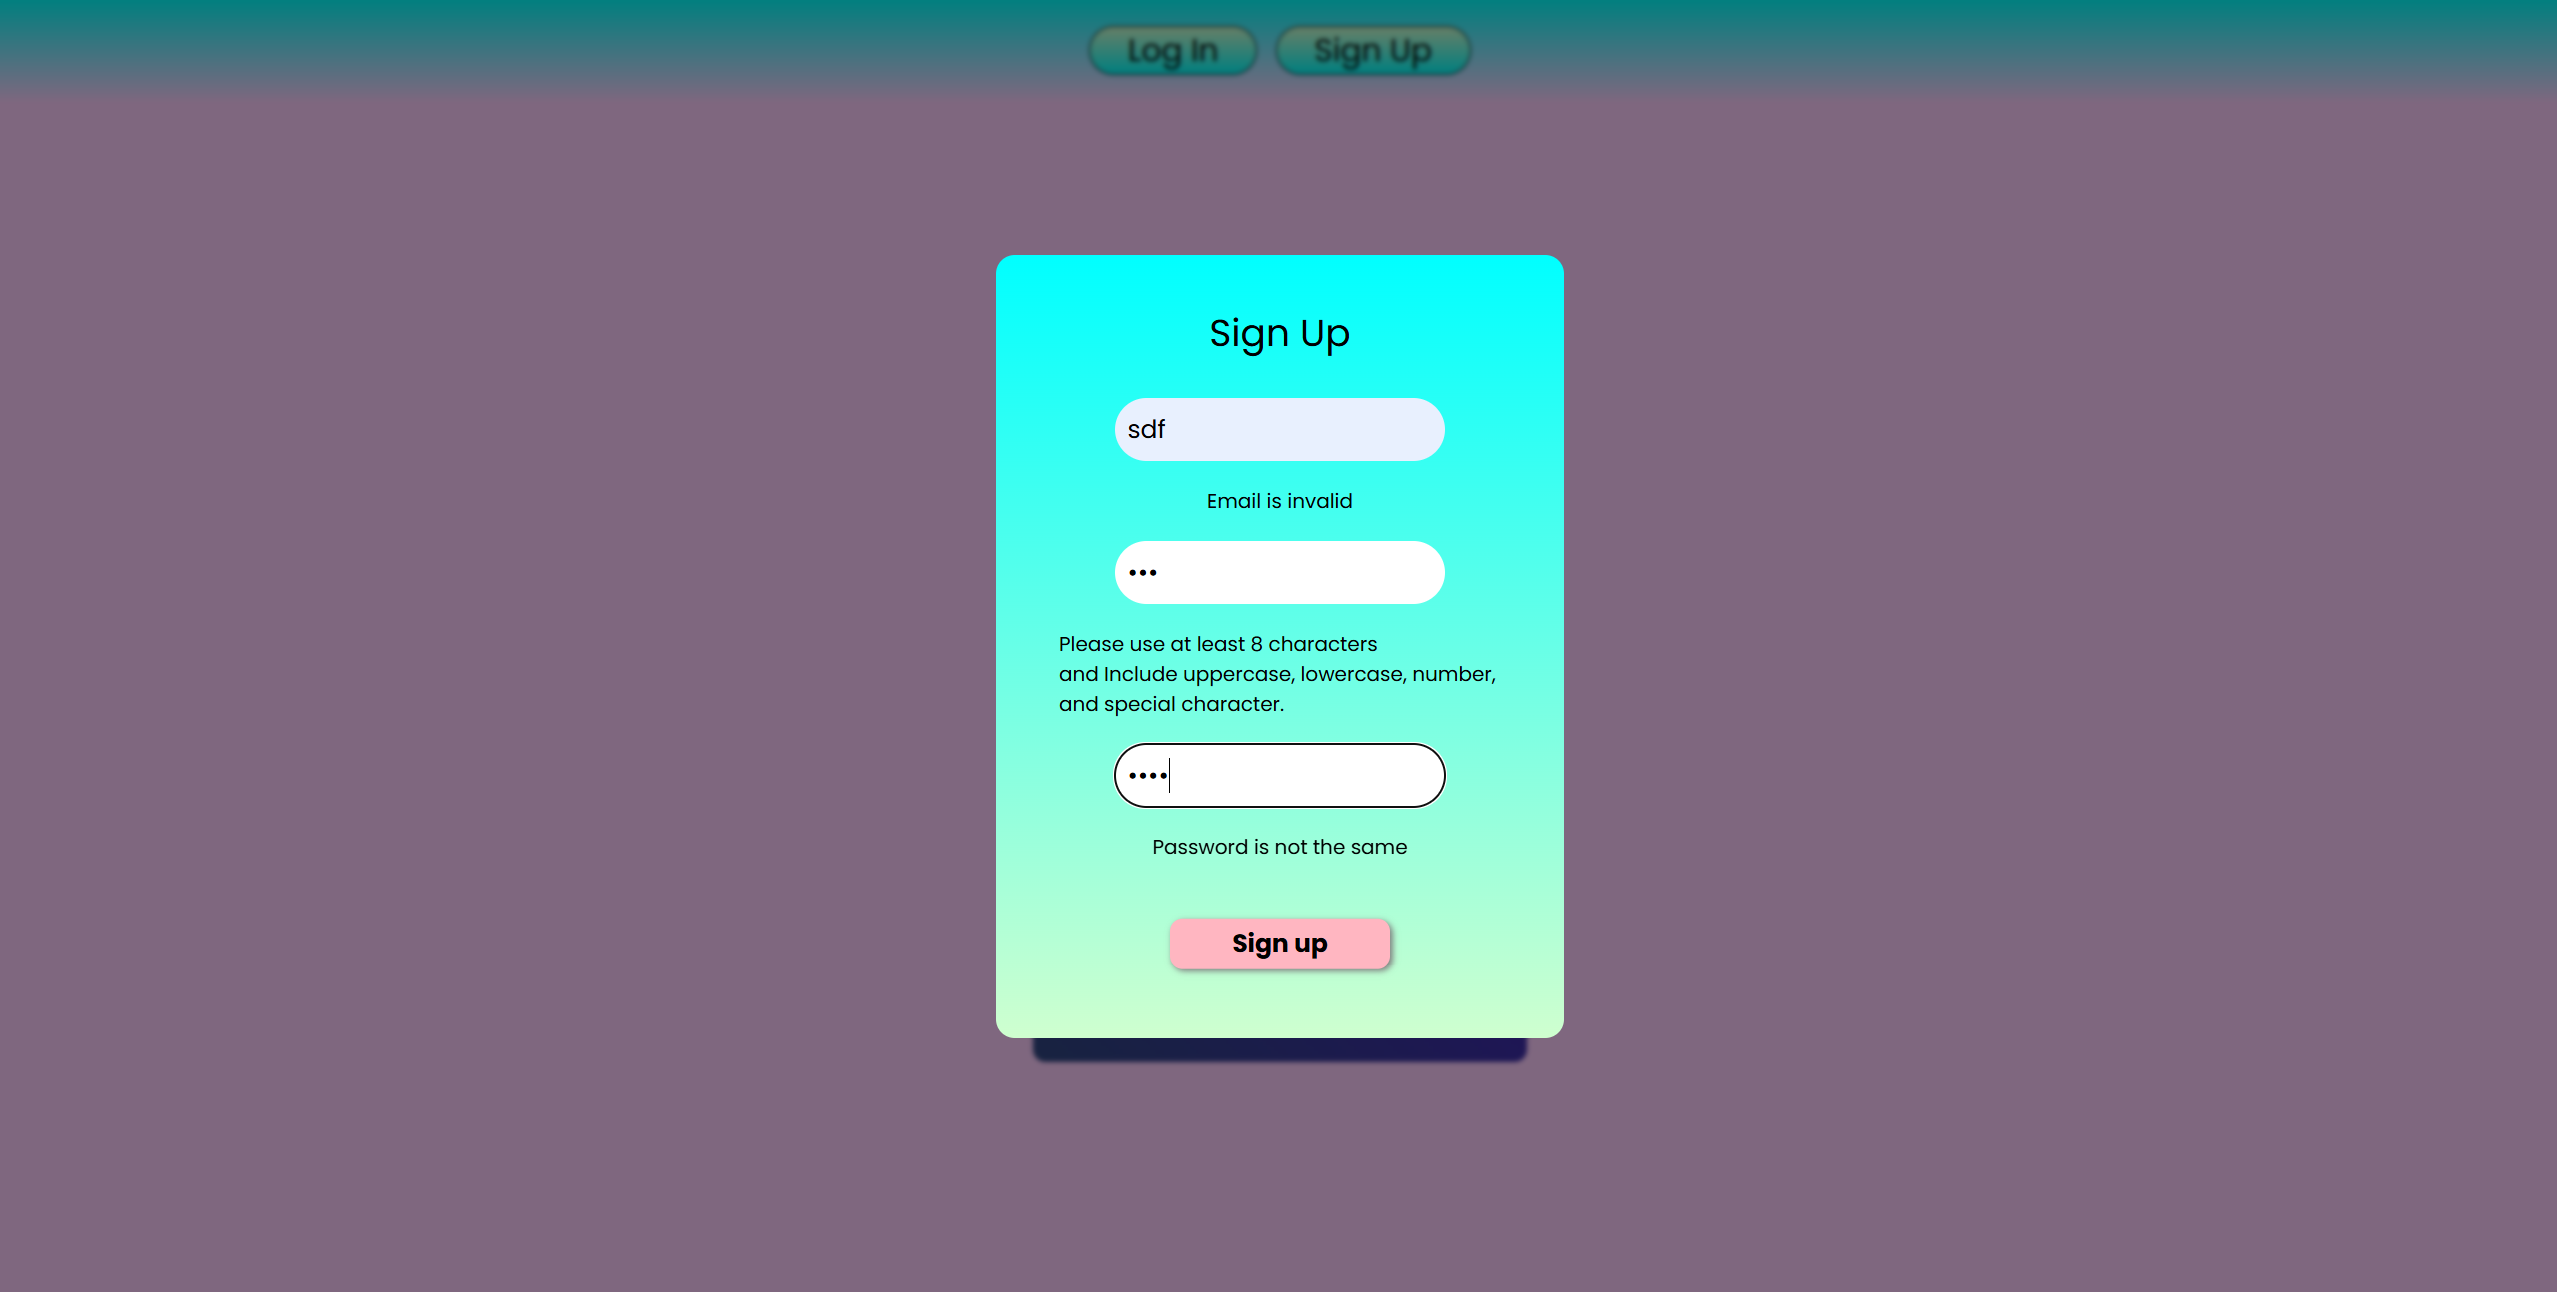 Log In
Sign Up
Sign Up
sdf
Email is invalid
•••
Please use at least 8 characters
and Include uppercase, lowercase, number,
and special character.
••••
Password is not the same
Sign up